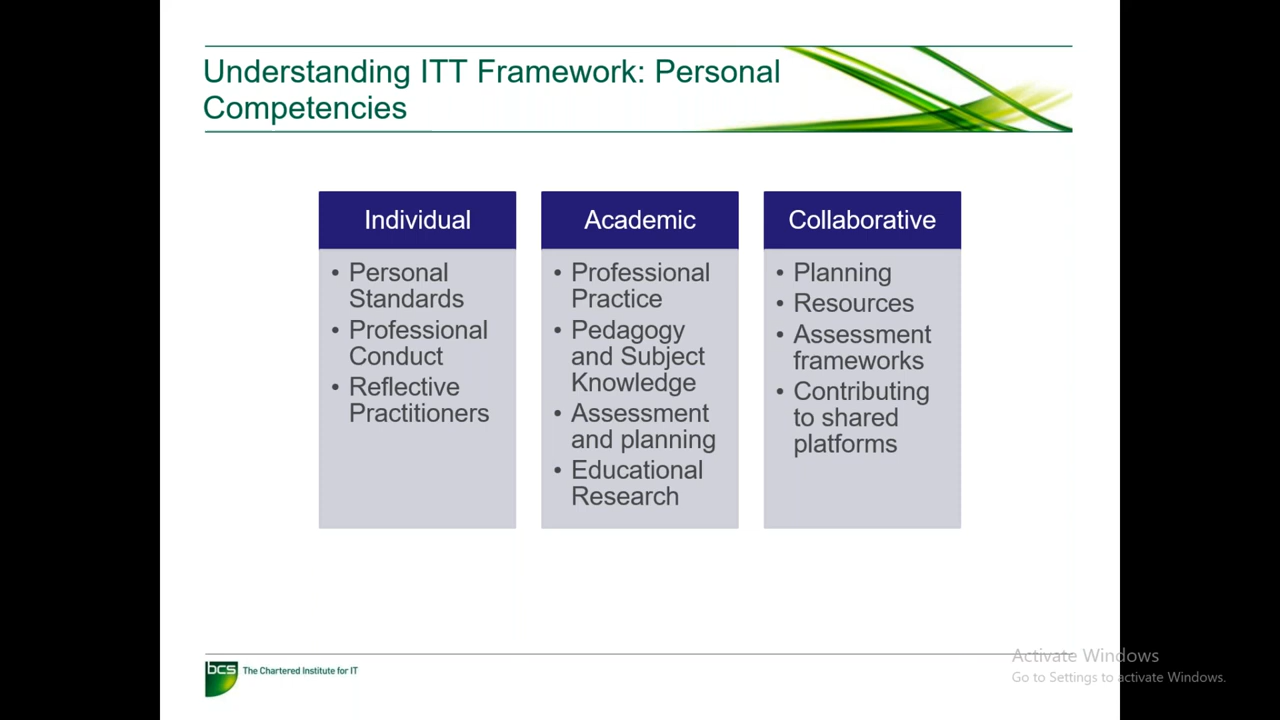 Understanding ITT Framework: Personal
Competencies
Individual
• Personal
Standards
• Professional
Conduct
• Reflective
Practitioners
Academic
• Professional
Practice
• Pedagogy
and Subject
Knowledge
• Assessment
and planning
• Educational
Research
Collaborative
• Planning
• Resources
• Assessment
frameworks
• Contributing
to shared
platforms
bcs
The Chartered Institute for IT
Activate Windows
Go to Settings to activate Windows.